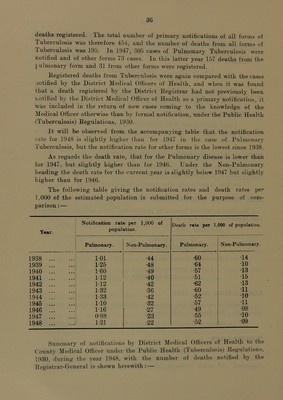 36
deaths registered. The total number of primary notifications of all forms of
Tuberculosis was therefore 454, and the number of deaths from all forms of
Tuberculosis was 195. In 1947, 305 cases of Pulmonary Tuberculosis were
notified and of other forms 73 cases. In this latter year 157 deaths from the
pulmonary form and 31 from other forms were registered.
Registered deaths from Tuberculosis were again compared with the cases
notified by the District Medical Officers of Health, and when it was found
that a death registered by the District Registrar had not previously been
notified by the District Medical Officer of Health as a primary notification, it
was included in the return of new cases coming to the knowledge of the
Medical Officer otherwise than by formal notification, under the Public Health
(Tuberculosis) Regulations, 1930.
It will be observed from the accompanying table that the notification
rate for 1948 is slightly higher than for 1947 in the case of Pulmonary
Tuberculosis, but the notification rate for other forms is the lowest since 1938.
As regards the death rate, that for the Pulmonary disease is lower than
for 1947, but slightly higher than for 1946. Under the Non-Pulmonary
heading the death rate for the current year is slightly below 1947 but slightly
higher than for 1946.
The following table giving the notification rates and death rates per
1,000 of the estimated population is submitted for the purpose of com-
parison:—
Year. Notification rate per 1,000 of population. Death rate per 1,000 of population.
Pulmonary. Non-Pulmonary. Pulmonary. Non-Pulmonary.
1938 ... ... 1·01 ·44 ·60 ·14
1939 ... ... 1·25 ·48 ·64 ·10
1940 ... ... 1·60 ·49 ·57 ·13
1941 ... ... 1·12 ·40 ·51 ·15
1942 ... ... 1·12 ·42 ·62 ·13
1943 ... ... 1·32 ·36 ·60 ·11
1944 ... ... 1·33 ·42 ·52 ·10
1945 ... ... 1·10 ·32 ·57 ·11
1946 ... ... 1·16 ·27 ·49 ·08
1947 ... ... 0·98 ·23 ·55 ·10
1948 ... ... 1·21 ·22 ·52 ·09
Summary of notifications by District Medical Officers of Health to the
County Medical Officer under the Public Health (Tuberculosis) Regulations,
1930, during the year 1948, with the number of deaths notified by the
Registrar-General is shown herewith:—